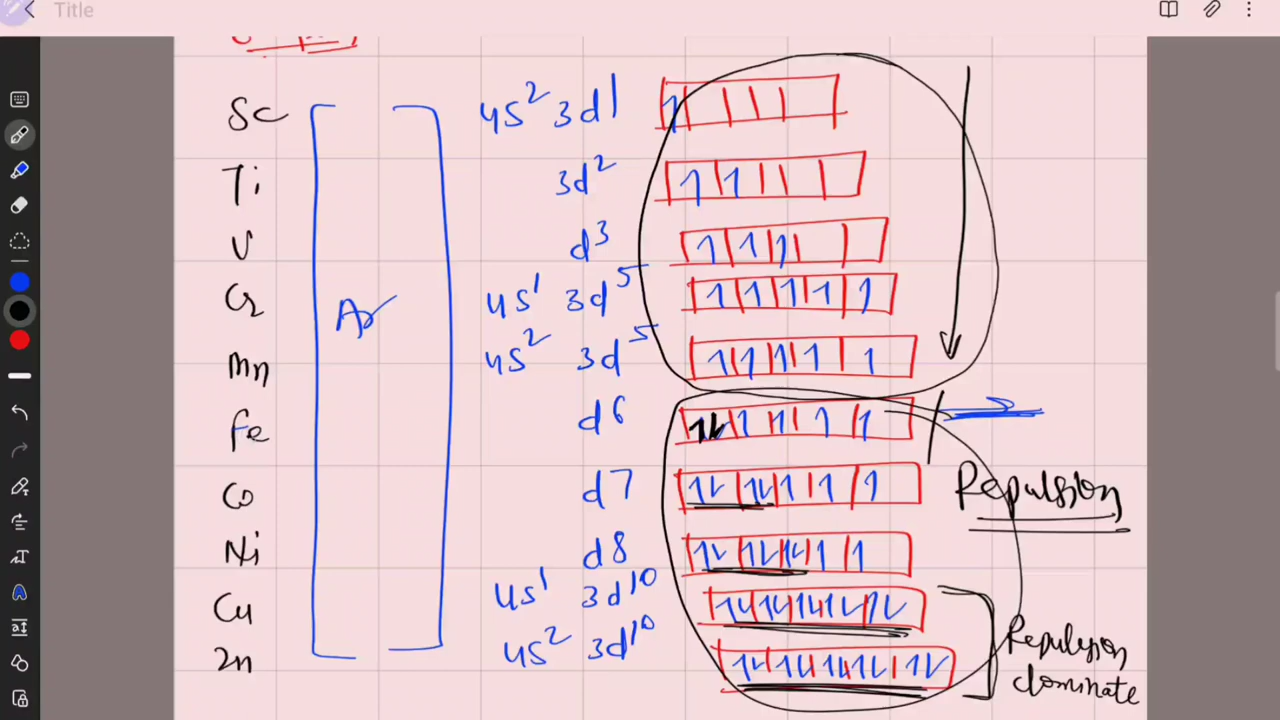 Title
Sc [Ar] 4s² 3d1
Ti 3d²
V d³
Cr 4s¹ 3d⁵
Mn 4s² 3d⁵
Fe d6
Co d7
Repulsion
Ni d8
Cu 4s¹ 3d¹⁰
Zn 4s² 3d¹⁰
Repulsion
dominate